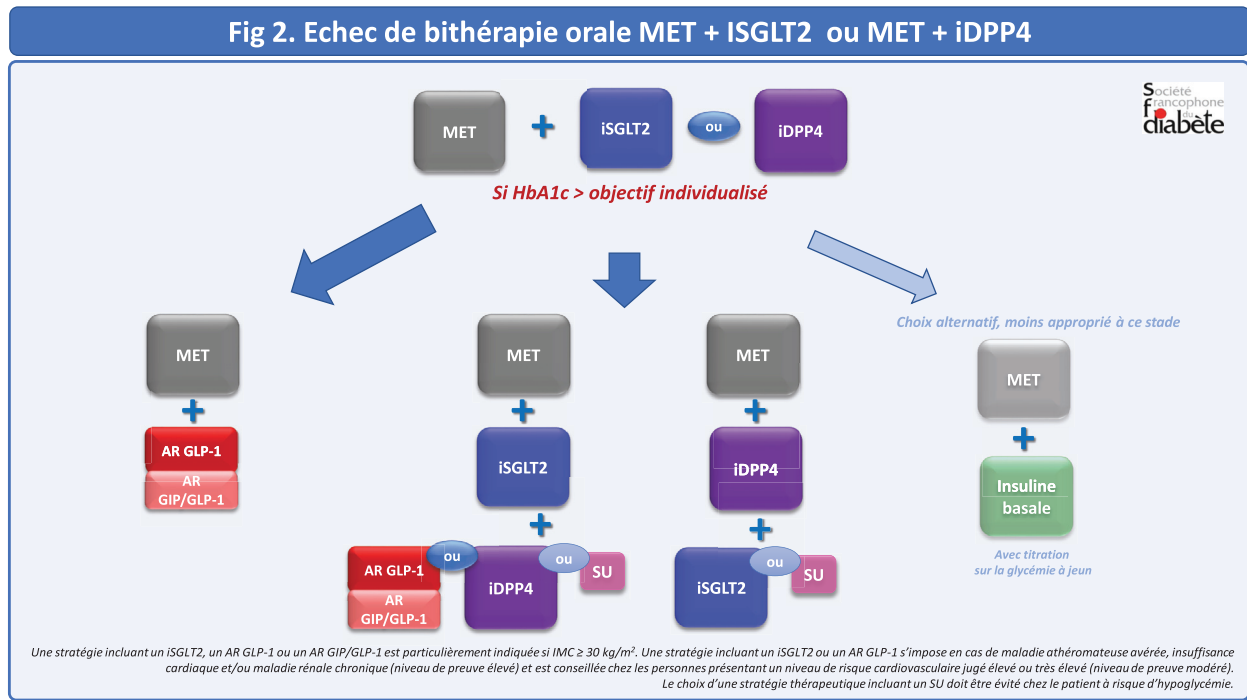 Fig 2. Echec de bithérapie orale MET + ISGLT2 ou MET + iDPP4
Société
francophone
du
diabète
MET
+
iSGLT2
ou
iDPP4
Si HbA1c > objectif individualisé
Choix alternatif, moins approprié à ce stade
MET
+
AR GLP-1
AR
GIP/GLP-1
MET
+
iSGLT2
+
AR GLP-1
AR
GIP/GLP-1
ou
iDPP4
ou
SU
MET
+
iDPP4
+
iSGLT2
ou
SU
MET
+
Insuline
basale
Avec titration
sur la glycémie à jeun
Une stratégie incluant un iSGLT2, un AR GLP-1 ou un AR GIP/GLP-1 est particulièrement indiquée si IMC ≥ 30 kg/m². Une stratégie incluant un iSGLT2 ou un AR GLP-1 s’impose en cas de maladie athéromateuse avérée, insuffisance
cardiaque et/ou maladie rénale chronique (niveau de preuve élevé) et est conseillée chez les personnes présentant un niveau de risque cardiovasculaire jugé élevé ou très élevé (niveau de preuve modéré).
Le choix d’une stratégie thérapeutique incluant un SU doit être évité chez le patient à risque d’hypoglycémie.